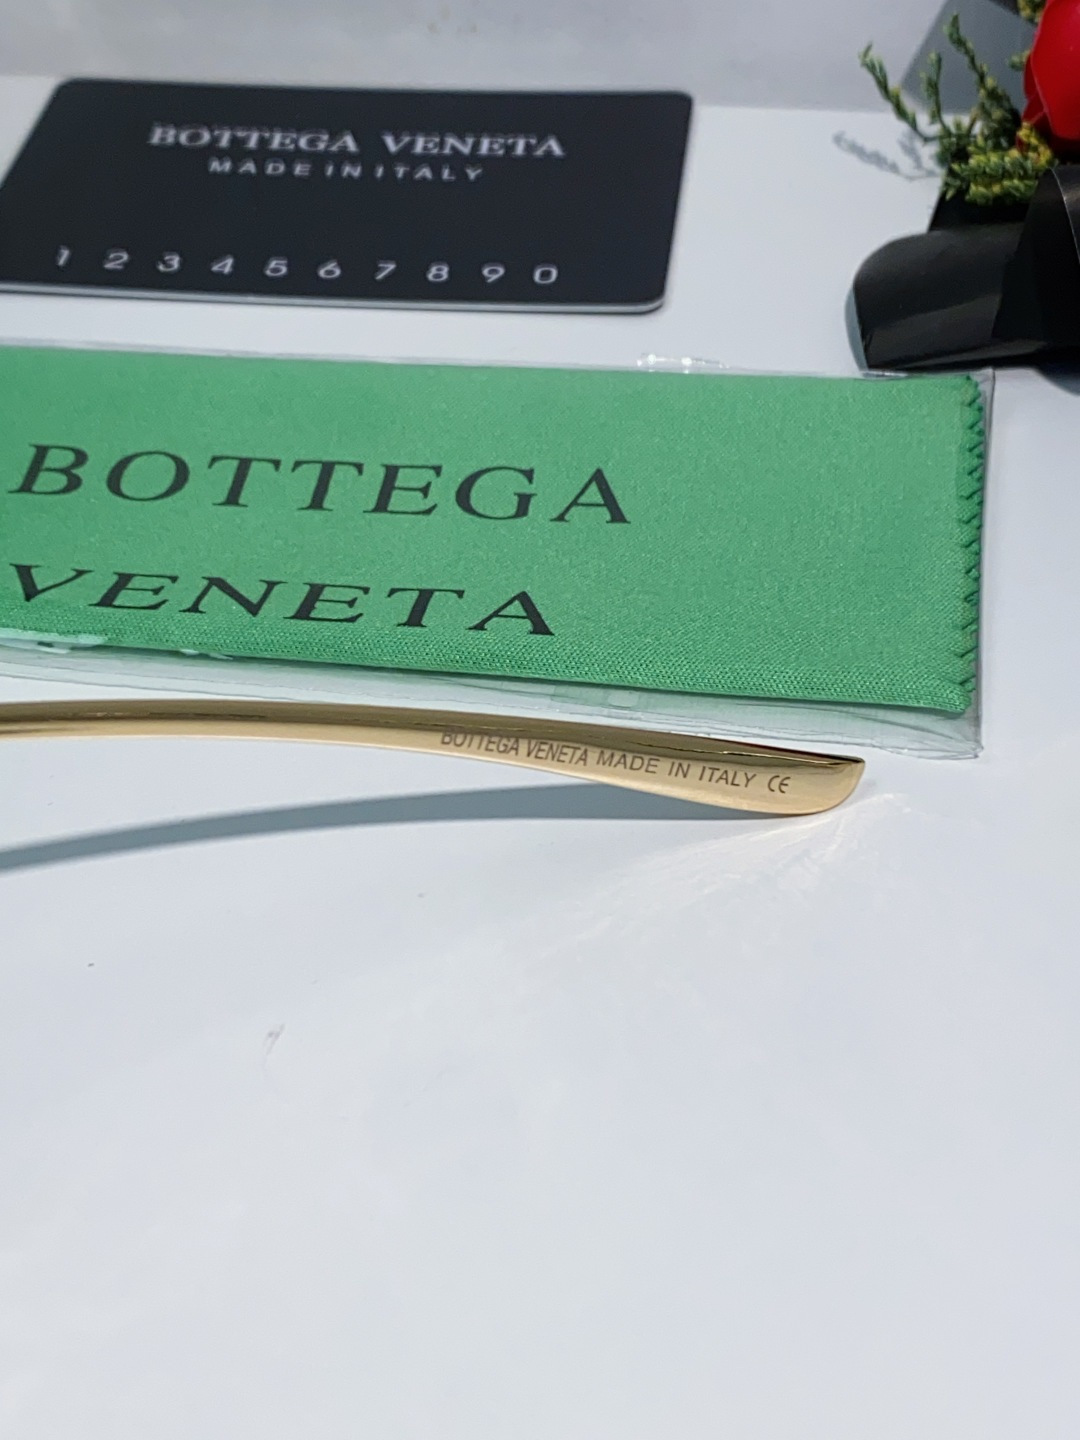 BOTTEGA VENETA
MADE IN ITALY
1 2 3 4 5 6 7 8 9 0
BOTTEGA
VENETA
BOTTEGA VENETA MADE IN ITALY CE